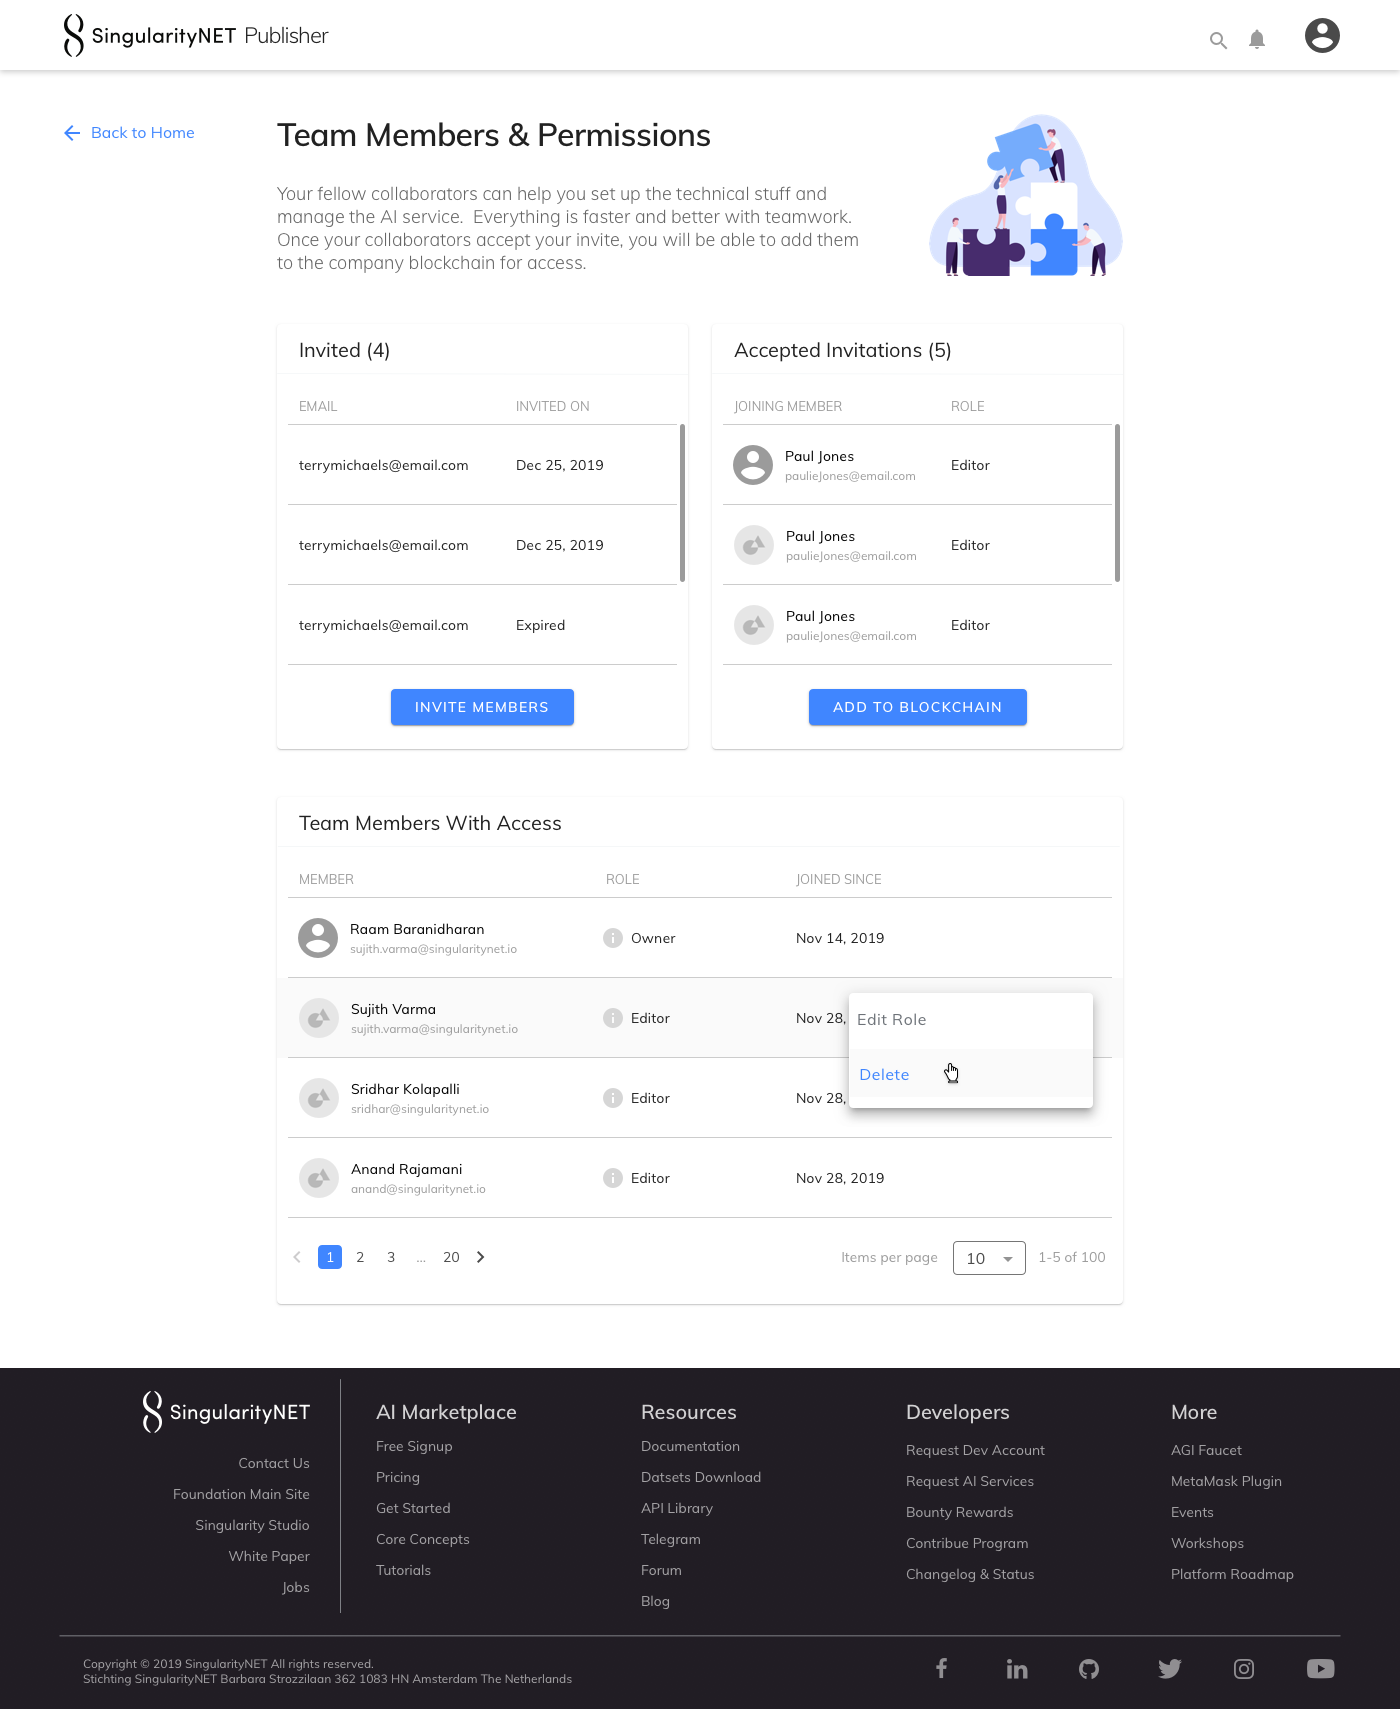 SingularityNET Publisher
Back to Home
Team Members & Permissions
Your fellow collaborators can help you set up the technical stuff and
manage the AI service.  Everything is faster and better with teamwork.
Once your collaborators accept your invite, you will be able to add them
to the company blockchain for access.
Invited (4)
EMAIL INVITED ON
terrymichaels@email.com Dec 25, 2019
terrymichaels@email.com Dec 25, 2019
terrymichaels@email.com Expired
INVITE MEMBERS
Accepted Invitations (5)
JOINING MEMBER ROLE
Paul Jones
pauliejones@email.com
Editor
Paul Jones
pauliejones@email.com
Editor
Paul Jones
pauliejones@email.com
Editor
ADD TO BLOCKCHAIN
Team Members With Access
MEMBER ROLE JOINED SINCE
Raam Baranidharan
sujith.varma@singularitynet.io
Owner Nov 14, 2019
Sujith Varma
sujith.varma@singularitynet.io
Editor Nov 28,
Edit Role
Delete
Sridhar Kolapalli
sridhar@singularitynet.io
Editor Nov 28,
Anand Rajamani
anand@singularitynet.io
Editor Nov 28, 2019
1 2 3 ... 20
Items per page 10 1-5 of 100
SingularityNET
Contact Us
Foundation Main Site
Singularity Studio
White Paper
Jobs
AI Marketplace
Free Signup
Pricing
Get Started
Core Concepts
Tutorials
Resources
Documentation
Datsets Download
API Library
Telegram
Forum
Blog
Developers
Request Dev Account
Request AI Services
Bounty Rewards
Contribue Program
Changelog & Status
More
AGI Faucet
MetaMask Plugin
Events
Workshops
Platform Roadmap
Copyright © 2019 SingularityNET All rights reserved.
Stichting SingularityNET Barbara Strozzilaan 362 1083 HN Amsterdam The Netherlands